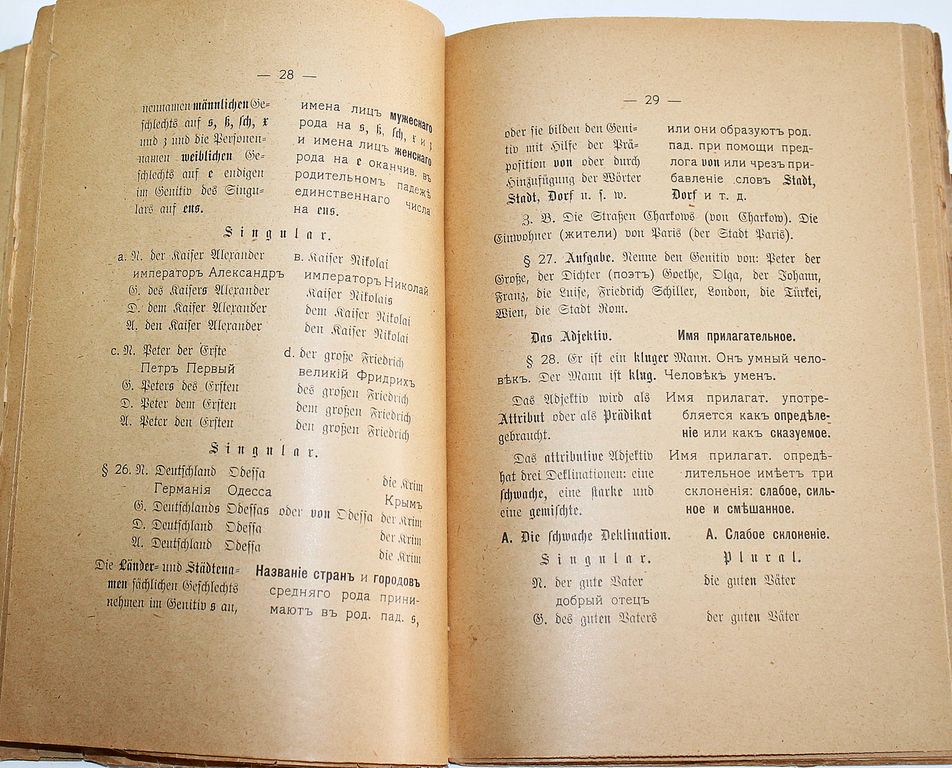 — 28 —
nennamen männlichen Ge=
schlechts auf s, ß, sch, x
und z und die Personen=
namen weiblichen Ge=
schlechts auf e endigen
im Genitiv des Singu=
lars auf ens.
имена лицъ мужескаго
рода на s, ß, sch, x и z
и имена лицъ женскаго
рода на e оканчив. въ
родительномъ падежѣ
единственнаго числа
на ens.
Singular.
a. N. der Kaiser Alexander
императоръ Александръ
G. des Kaisers Alexander
D. dem Kaiser Alexander
A. den Kaiser Alexander
в. Kaiser Nikolai
императоръ Николай
Kaiser Nikolais
dem Kaiser Nikolai
den Kaiser Nikolai
c. N. Peter der Erste
Петръ Первый
G. Peters des Ersten
D. Peter dem Ersten
A. Peter den Ersten
d. der große Friedrich
великій Фридрихъ
des großen Friedrich
dem großen Friedrich
den großen Friedrich
Singular.
§ 26. N. Deutschland Odessa die Krim
Германія Одесса Крымъ
G. Deutschlands Odessas oder von Odessa der Krim
D. Deutschland Odessa der Krim
A. Deutschland Odessa die Krim
Die Länder= und Städtena=
men sächlichen Geschlechts
nehmen im Genitiv s an,
Названіе странъ и городовъ
средняго рода прини-
маютъ въ род. пад. s,
— 29 —
oder sie bilden den Geni=
tiv mit Hilfe der Prä=
position von oder durch
Hinzufügung der Wörter
Stadt, Dorf u. s. w.
или они образуютъ род.
пад. при помощи пред-
лога von или чрезъ при-
бавленіе словъ Stadt,
Dorf и т. д.
Z. B. Die Straßen Charkows (von Charkow). Die
Einwohner (жители) von Paris (der Stadt Paris).
§ 27. Aufgabe. Nenne den Genitiv von: Peter der
Große, der Dichter (поэтъ) Goethe, Olga, der Johann,
Franz, die Luise, Friedrich Schiller, London, die Türkei,
Wien, die Stadt Rom.
Das Adjektiv. Имя прилагательное.
§ 28. Er ist ein kluger Mann. Онъ умный чело-
вѣкъ. Der Mann ist klug. Человѣкъ уменъ.
Das Adjektiv wird als
Attribut oder als Prädikat
gebraucht.
Имя прилагат. употре-
бляется какъ опредѣле-
ніе или какъ сказуемое.
Das attributive Adjektiv
hat drei Deklinationen: eine
schwache, eine starke und
eine gemischte.
Имя прилагат. опредѣ-
лительное имѣетъ три
склоненія: слабое, силь-
ное и смѣшанное.
A. Die schwache Deklination. А. Слабое склоненіе.
Singular. Plural.
N. der gute Vater die guten Väter
добрый отецъ
G. des guten Vaters der guten Väter